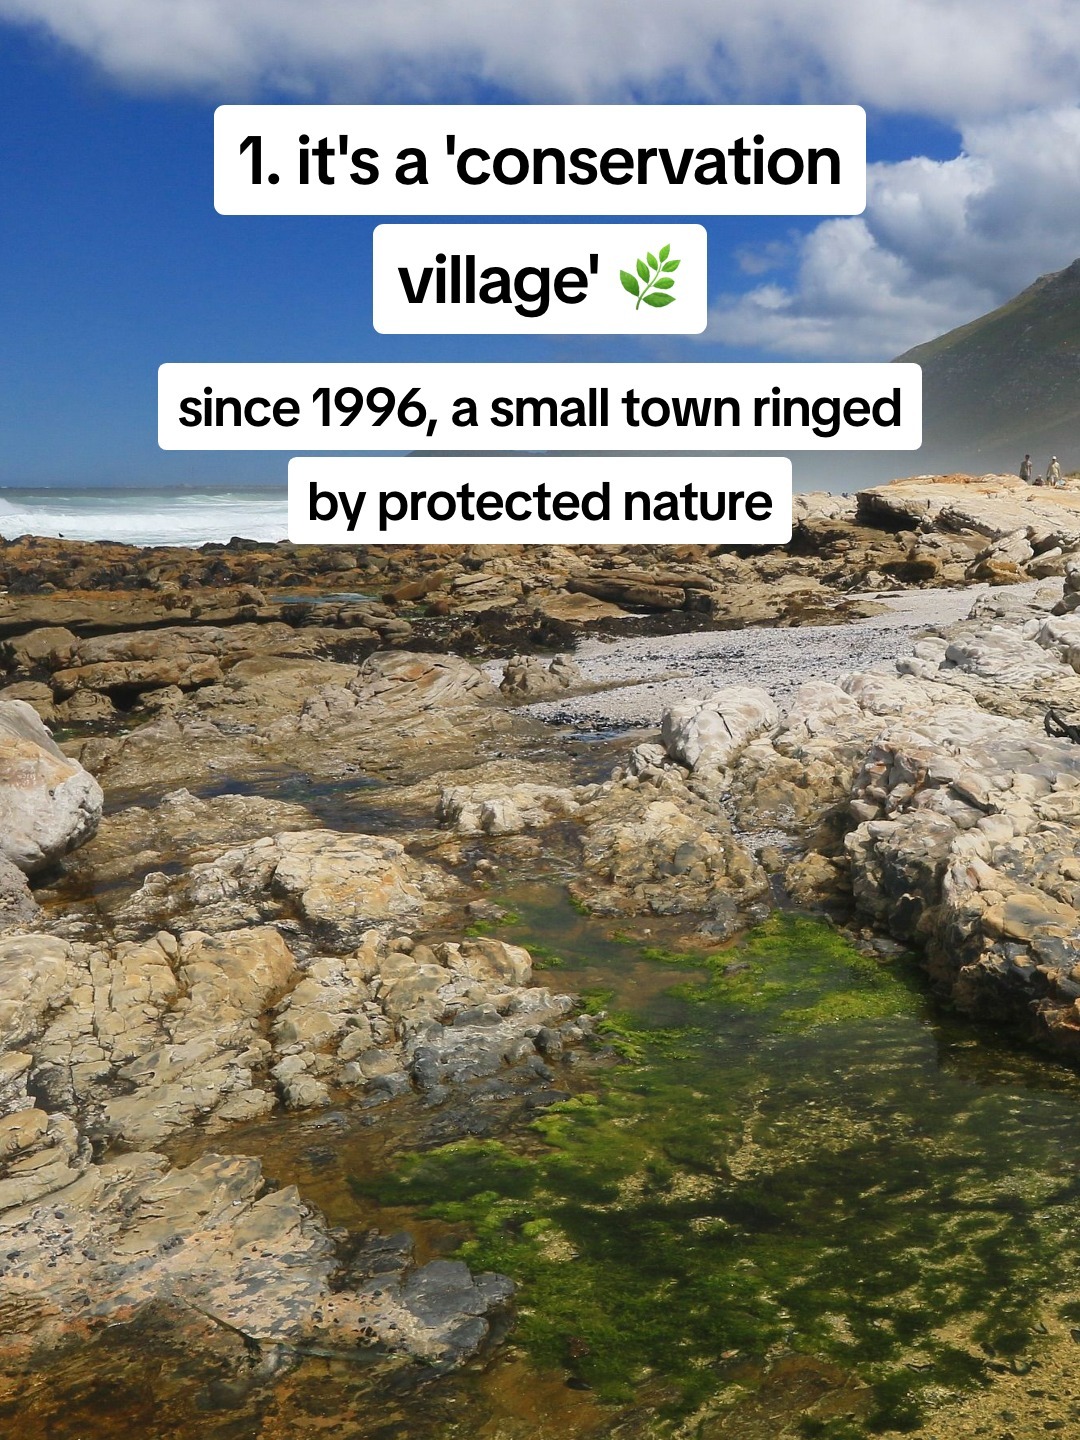 1. it's a 'conservation
village' 🌿
since 1996, a small town ringed
by protected nature